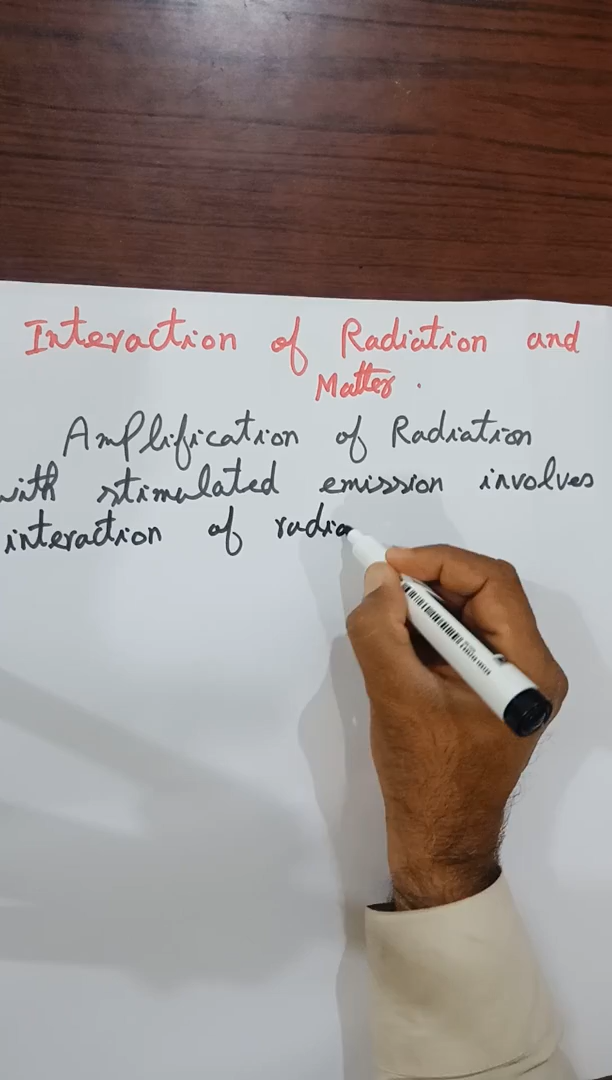 Interaction of Radiation and
Matter.
Amplification of Radiation
with stimulated emission involves
interaction of radia